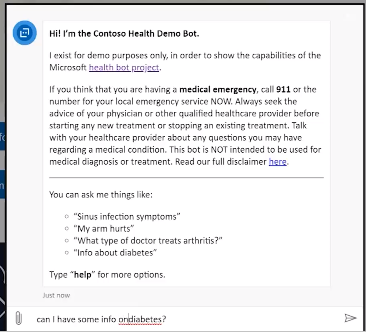 Hi! I'm the Contoso Health Demo Bot.
I exist for demo purposes only, in order to show the capabilities of the
Microsoft health bot project.
If you think that you are having a medical emergency, call 911 or the
number for your local emergency service NOW. Always seek the
advice of your physician or other qualified healthcare provider before
starting any new treatment or stopping an existing treatment. Talk
with your healthcare provider about any questions you may have
regarding a medical condition. This bot is NOT intended to be used for
medical diagnosis or treatment. Read our full disclaimer here.
You can ask me things like:
"Sinus infection symptoms"
"My arm hurts"
"What type of doctor treats arthritis?"
"Info about diabetes"
Type "help" for more options.
Just now
can I have some info ondiabetes?